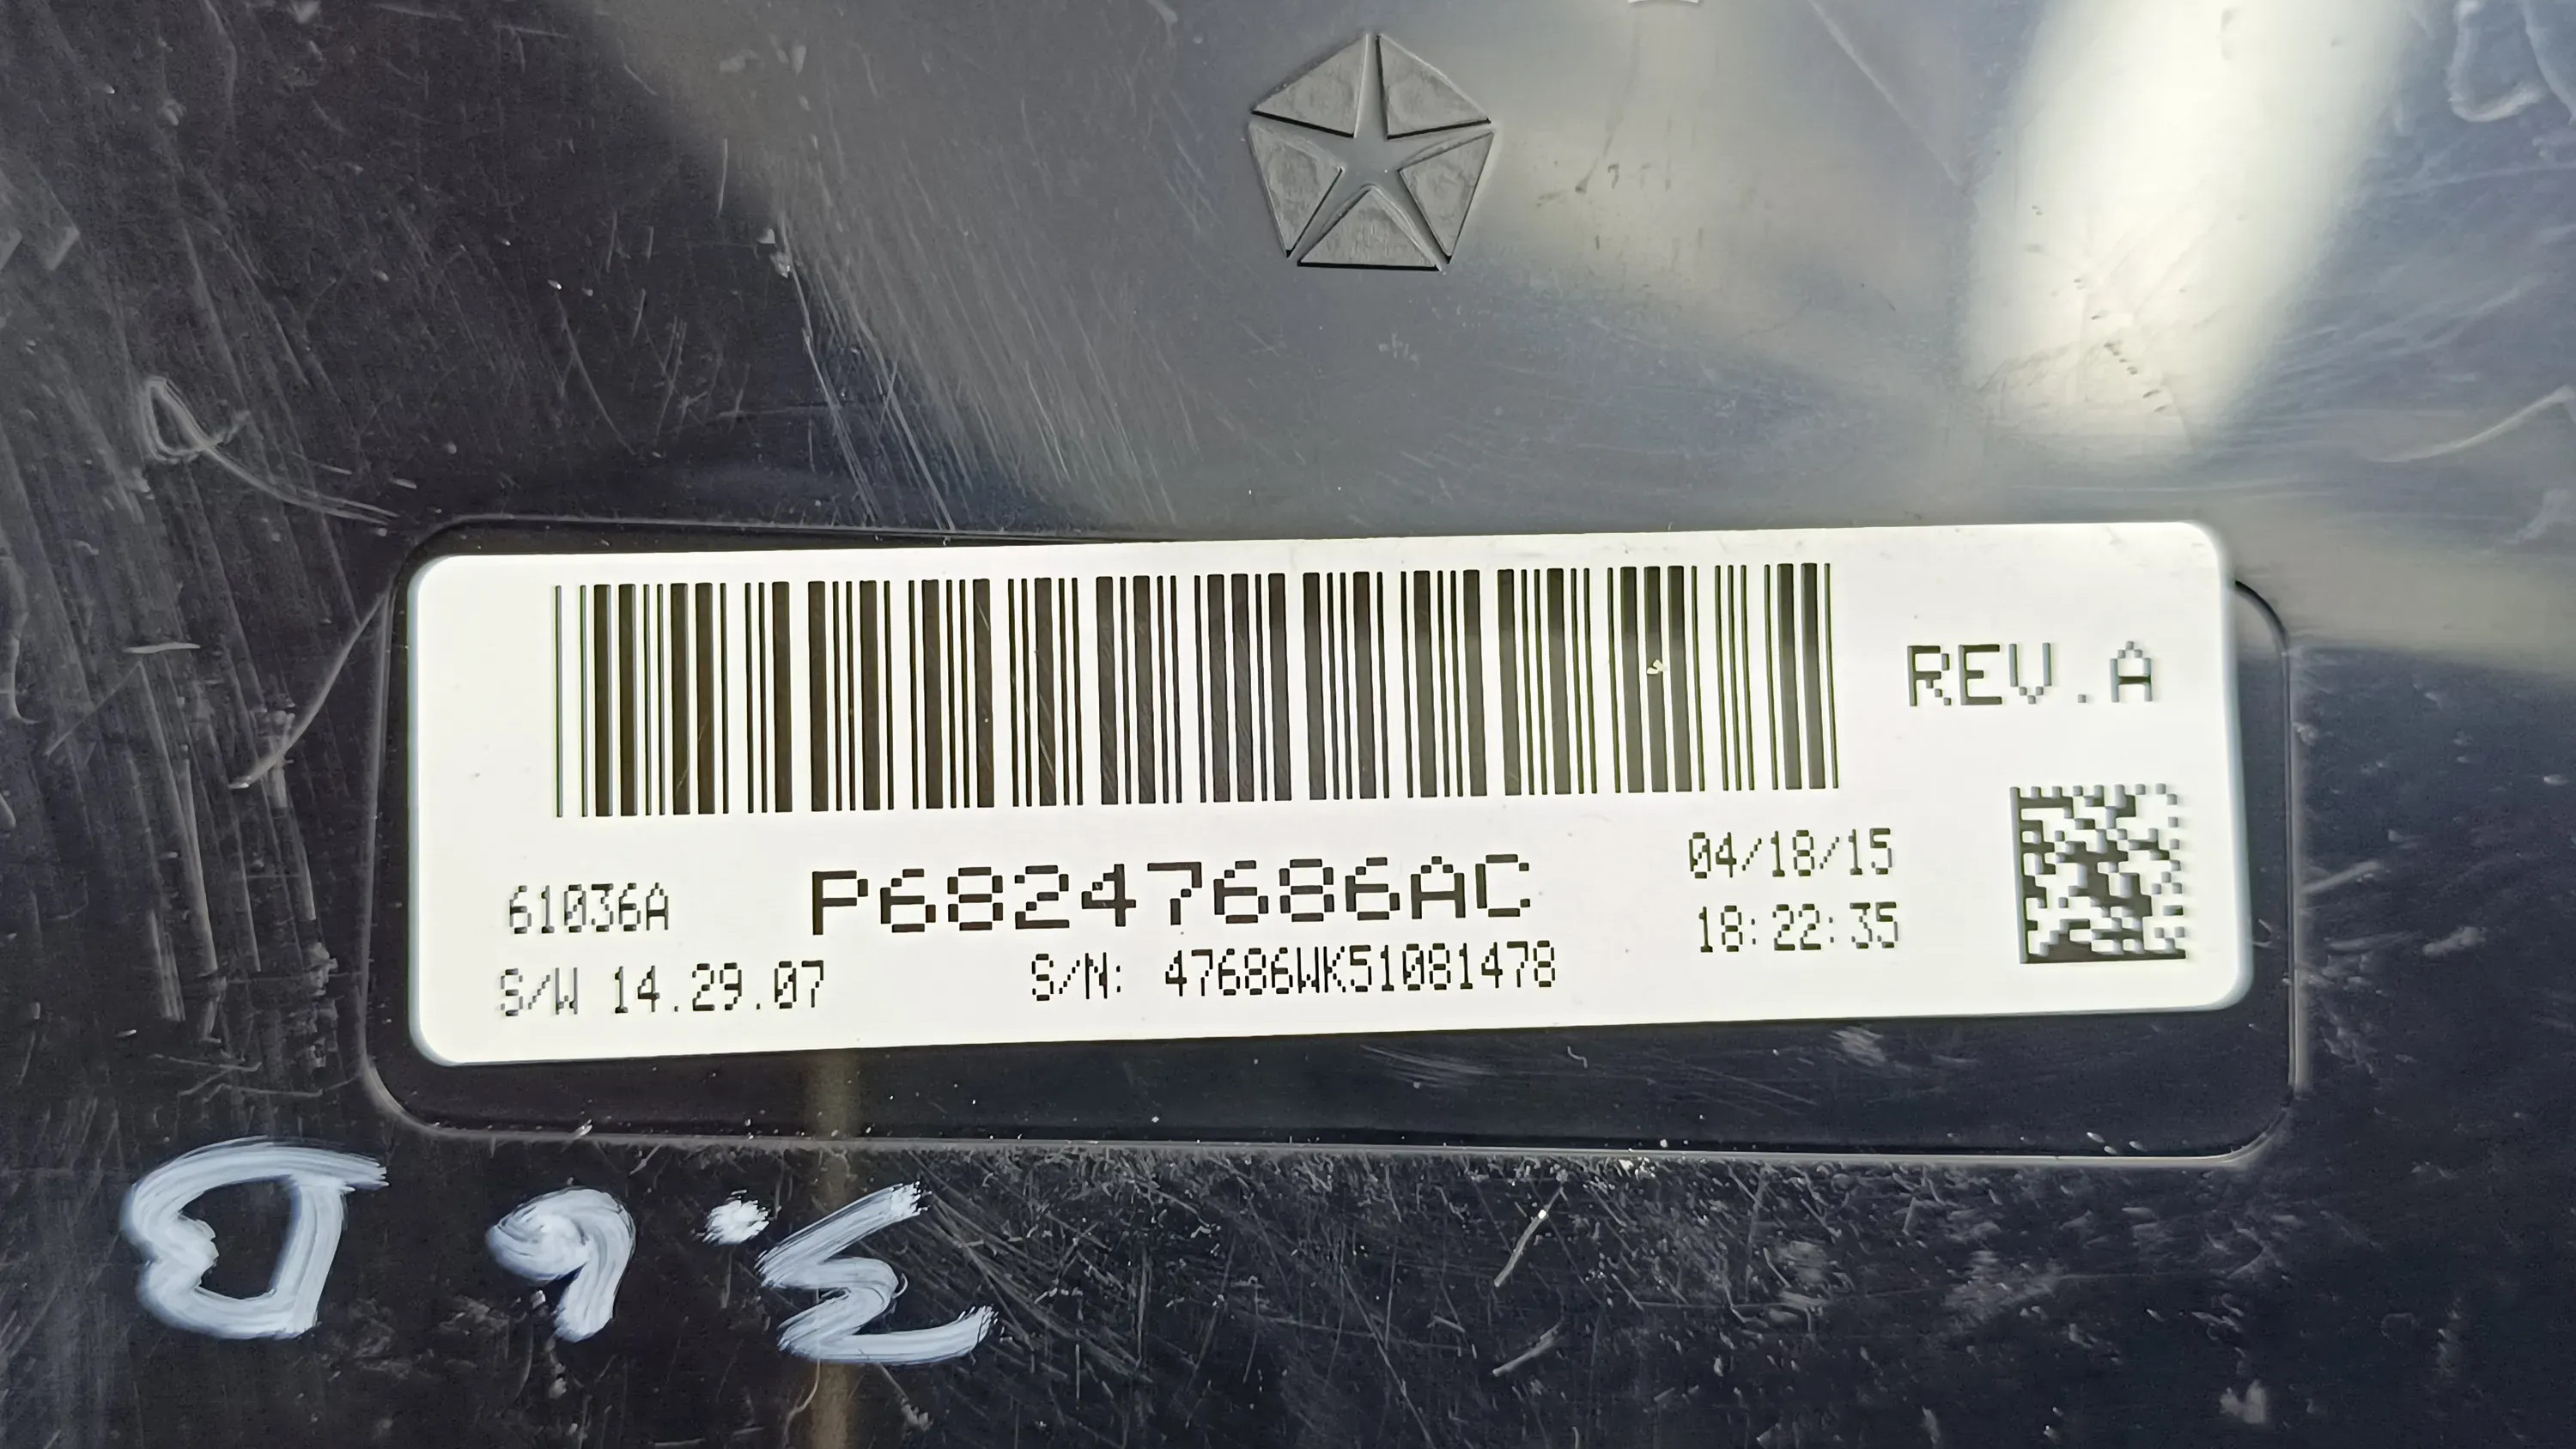 REV.A
61036A P68247686AC 04/18/15
18:22:35
S/W 14.29.07 S/N: 47686WK51081478
3.6 D